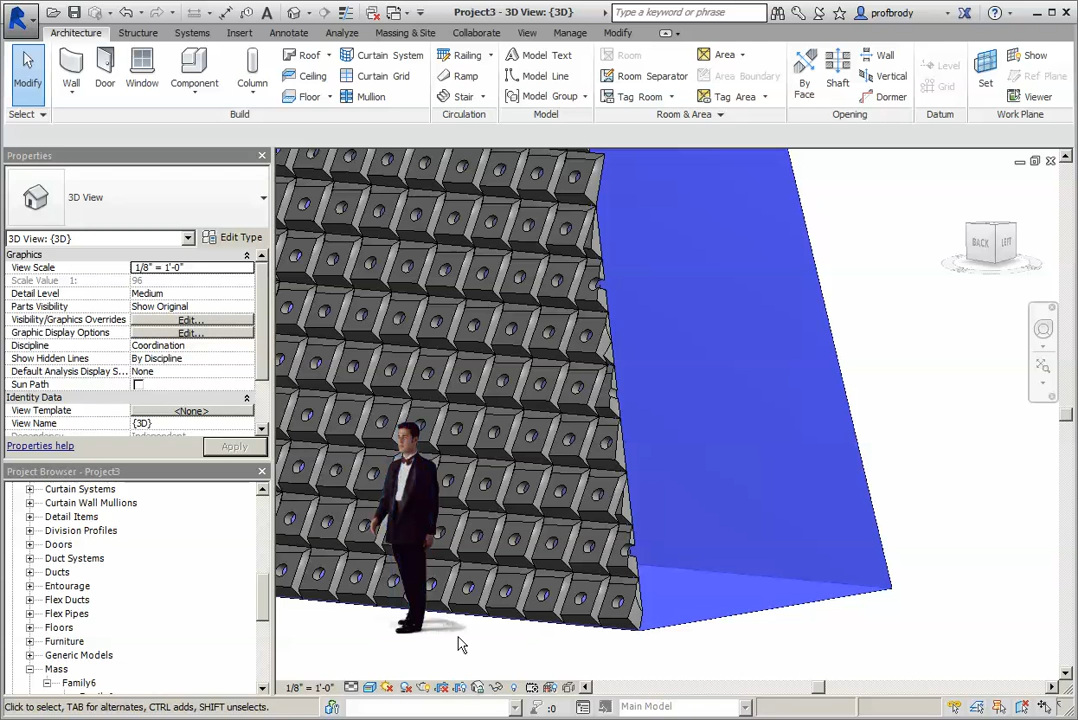 Project3 - 3D View: {3D}
Type a keyword or phrase
profbrody
Architecture Structure Systems Insert Annotate Analyze Massing & Site Collaborate View Manage Modify
Modify
Wall
Door
Window
Component
Column
Roof
Ceiling
Floor
Curtain System
Curtain Grid
Mullion
Railing
Ramp
Stair
Model Text
Model Line
Model Group
Room
Room Separator
Tag Room
Area
Area Boundary
Tag Area
By Face
Shaft
Wall
Vertical
Dormer
Level
Grid
Set
Show
Ref Plane
Viewer
Select Build Circulation Model Room & Area Opening Datum Work Plane
Properties
3D View
3D View: {3D} Edit Type
Graphics
View Scale 1/8" = 1'-0"
Scale Value 1: 96
Detail Level Medium
Parts Visibility Show Original
Visibility/Graphics Overrides Edit...
Graphic Display Options Edit...
Discipline Coordination
Show Hidden Lines By Discipline
Default Analysis Display S... None
Sun Path
Identity Data
View Template <None>
View Name {3D}
Dependency Independent
Properties help Apply
Project Browser - Project3
Curtain Systems
Curtain Wall Mullions
Detail Items
Division Profiles
Doors
Duct Systems
Ducts
Entourage
Flex Ducts
Flex Pipes
Floors
Furniture
Generic Models
Mass
Family6
BACK LEFT
1/8" = 1'-0"
Click to select, TAB for alternates, CTRL adds, SHIFT unselects.
:0
Main Model